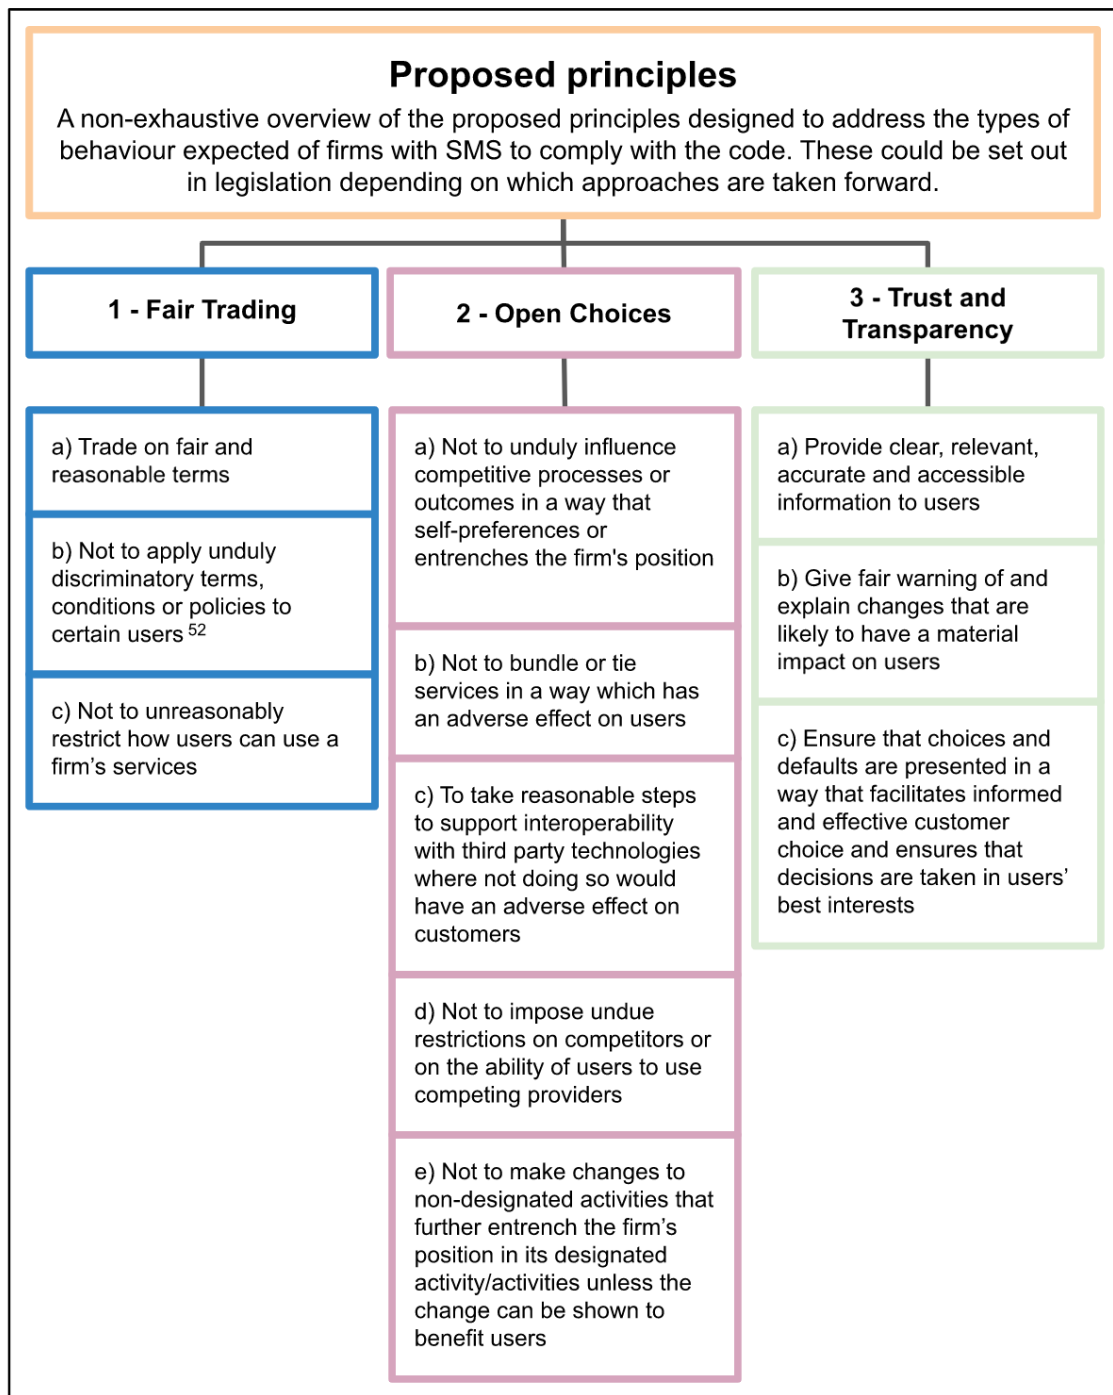 Proposed principles
A non-exhaustive overview of the proposed principles designed to address the types of
behaviour expected of firms with SMS to comply with the code. These could be set out
in legislation depending on which approaches are taken forward.
1 - Fair Trading
a) Trade on fair and
reasonable terms
b) Not to apply unduly
discriminatory terms,
conditions or policies to
certain users 52
c) Not to unreasonably
restrict how users can use a
firm’s services
2 - Open Choices
a) Not to unduly influence
competitive processes or
outcomes in a way that
self-preferences or
entrenches the firm's position
b) Not to bundle or tie
services in a way which has
an adverse effect on users
c) To take reasonable steps
to support interoperability
with third party technologies
where not doing so would
have an adverse effect on
customers
d) Not to impose undue
restrictions on competitors or
on the ability of users to use
competing providers
e) Not to make changes to
non-designated activities that
further entrench the firm’s
position in its designated
activity/activities unless the
change can be shown to
benefit users
3 - Trust and
Transparency
a) Provide clear, relevant,
accurate and accessible
information to users
b) Give fair warning of and
explain changes that are
likely to have a material
impact on users
c) Ensure that choices and
defaults are presented in a
way that facilitates informed
and effective customer
choice and ensures that
decisions are taken in users’
best interests